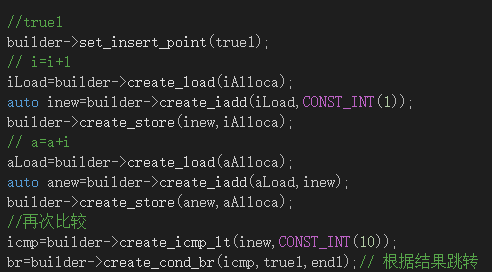 //true1
builder->set_insert_point(true1);
// i=i+1
iLoad=builder->create_load(iAlloca);
auto inew=builder->create_iadd(iLoad,CONST_INT(1));
builder->create_store(inew,iAlloca);
// a=a+i
aLoad=builder->create_load(aAlloca);
auto anew=builder->create_iadd(aLoad,inew);
builder->create_store(anew,aAlloca);
//再次比较
icmp=builder->create_icmp_lt(inew,CONST_INT(10));
br=builder->create_cond_br(icmp,true1,end1);// 根据结果跳转